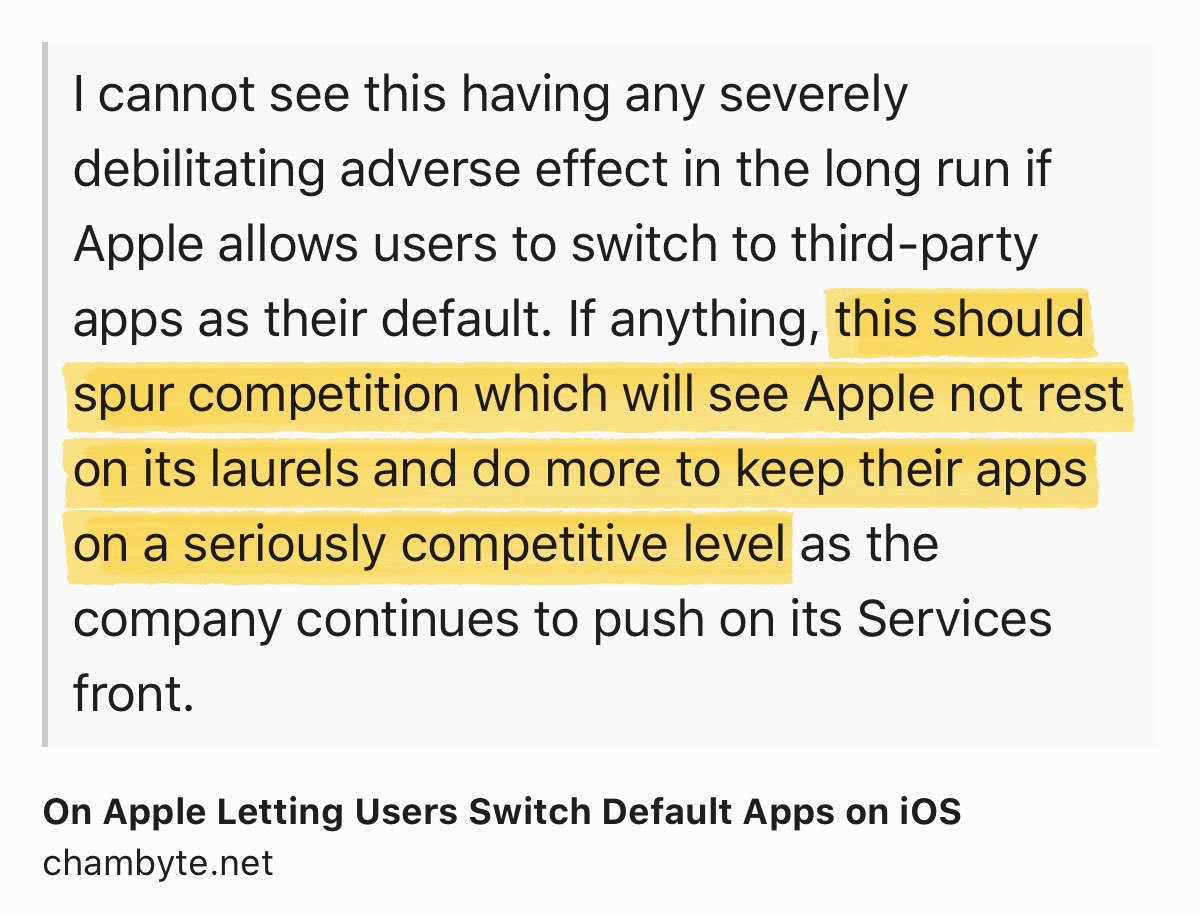 I cannot see this having any severely
debilitating adverse effect in the long run if
Apple allows users to switch to third-party
apps as their default. If anything, this should
spur competition which will see Apple not rest
on its laurels and do more to keep their apps
on a seriously competitive level as the
company continues to push on its Services
front.
On Apple Letting Users Switch Default Apps on iOS
chambyte.net